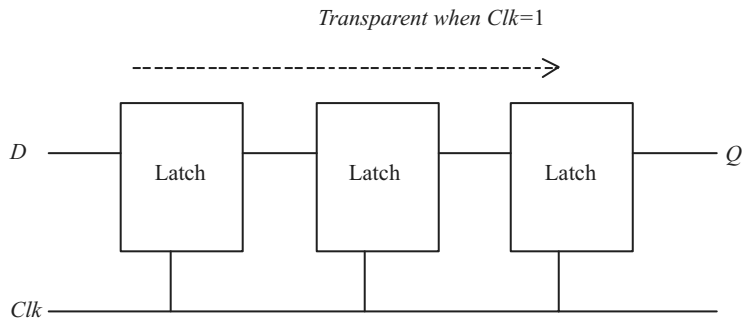 Transparent when Clk=1
D
Latch
Latch
Latch
Q
Clk